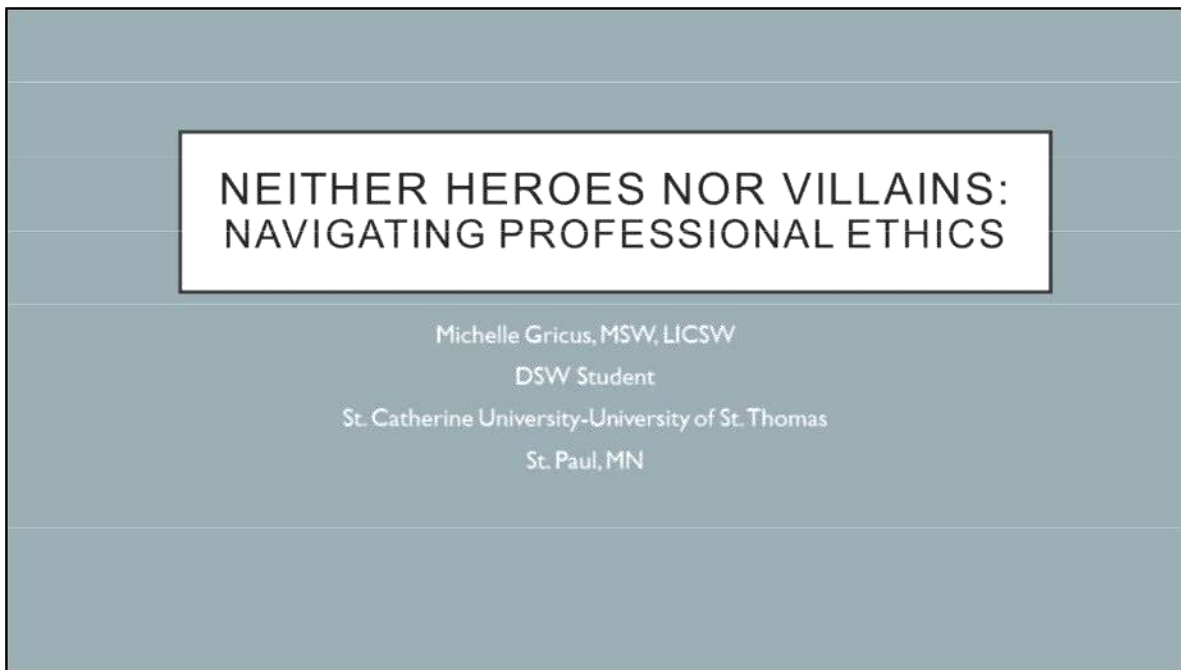 NEITHER HEROES NOR VILLAINS:
NAVIGATING PROFESSIONAL ETHICS
Michelle Gricus, MSW, LICSW
DSW Student
St. Catherine University-University of St. Thomas
St. Paul, MN